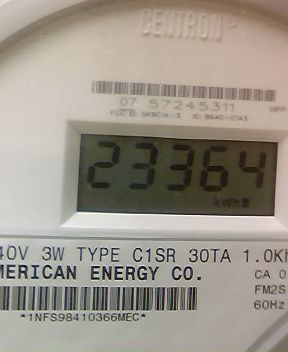 CENTRON
07 57245311
23364
kWh
40V 3W TYPE C1SR 30TA 1.0Kh
MERICAN ENERGY CO.
CA 0
FM2S
60Hz
*1NFS98410366MEC*